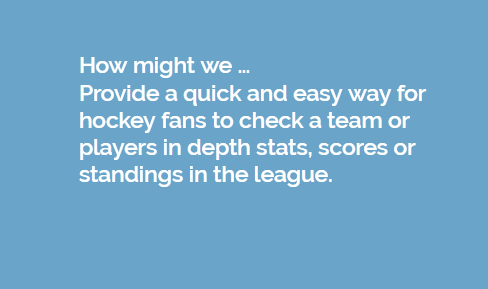 How might we ...
Provide a quick and easy way for
hockey fans to check a team or
players in depth stats, scores or
standings in the league.